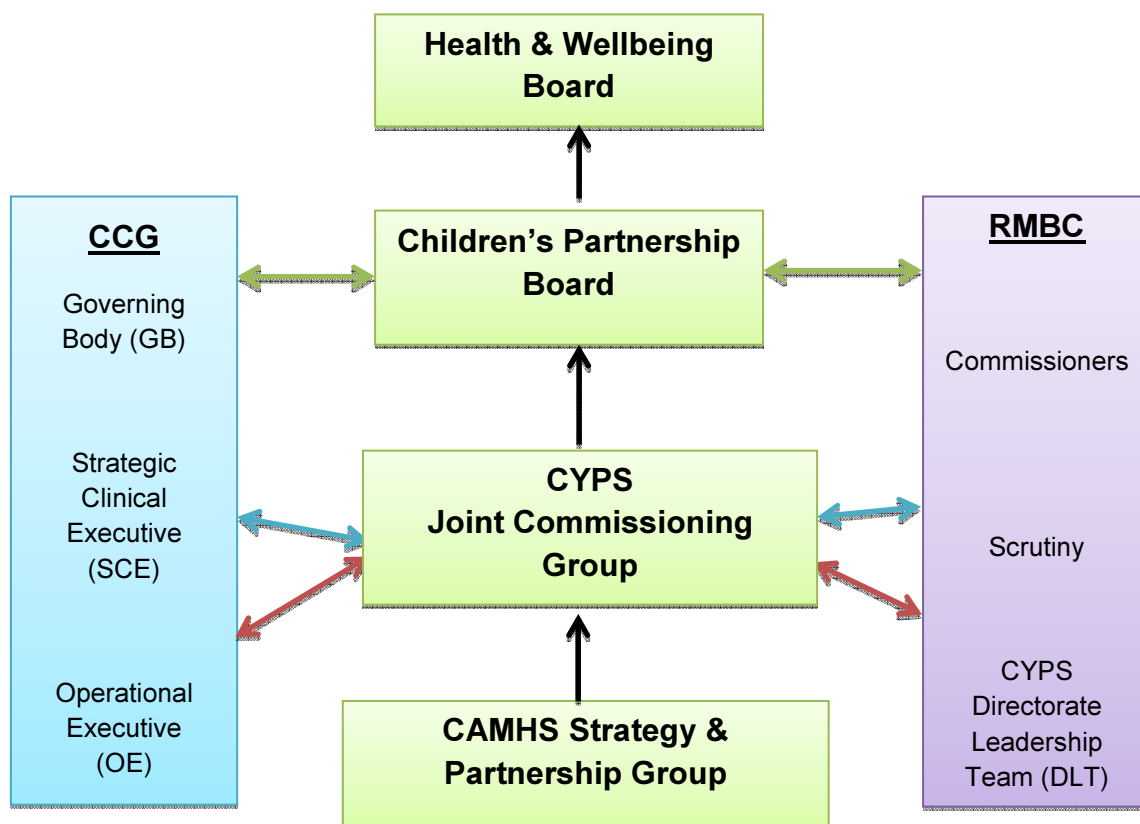 Health & Wellbeing
Board
CCG
Governing
Body (GB)
Strategic
Clinical
Executive
(SCE)
Operational
Executive
(OE)
Children’s Partnership
Board
CYPS
Joint Commissioning
Group
CAMHS Strategy &
Partnership Group
RMBC
Commissioners
Scrutiny
CYPS
Directorate
Leadership
Team (DLT)